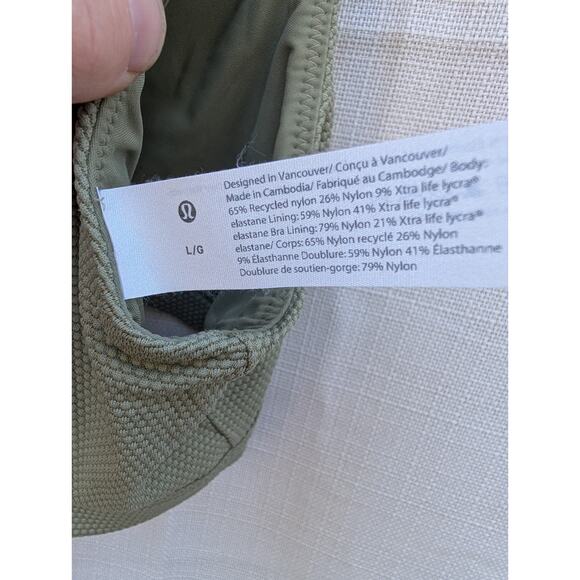 L/G
Designed in Vancouver/ Conçu à Vancouver/
Made in Cambodia/ Fabriqué au Cambodge/ Body:
65% Recycled nylon 26% Nylon 9% Xtra life lycra®
elastane Lining: 59% Nylon 41% Xtra life lycra®
elastane Bra Lining: 79% Nylon 21% Xtra life lycra®
elastane/ Corps: 65% Nylon recyclé 26% Nylon
9% Élasthanne Doublure: 59% Nylon 41% Élasthanne
Doublure de soutien-gorge: 79% Nylon